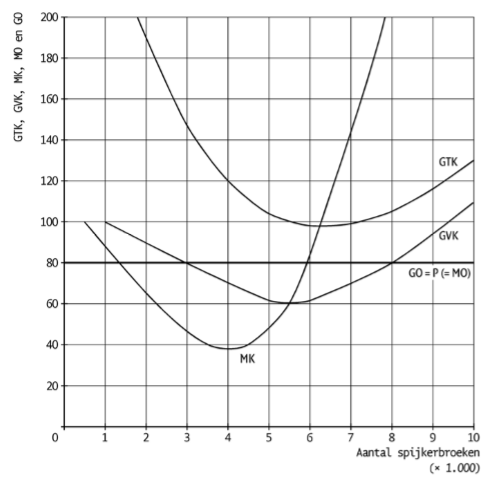 GTK, GVK, MK, MO en GO
200
180
160
140
120
100
80
60
40
20
GTK
GVK
GO = P (= MO)
MK
0 1 2 3 4 5 6 7 8 9 10
Aantal spijkerbroeken
(× 1.000)